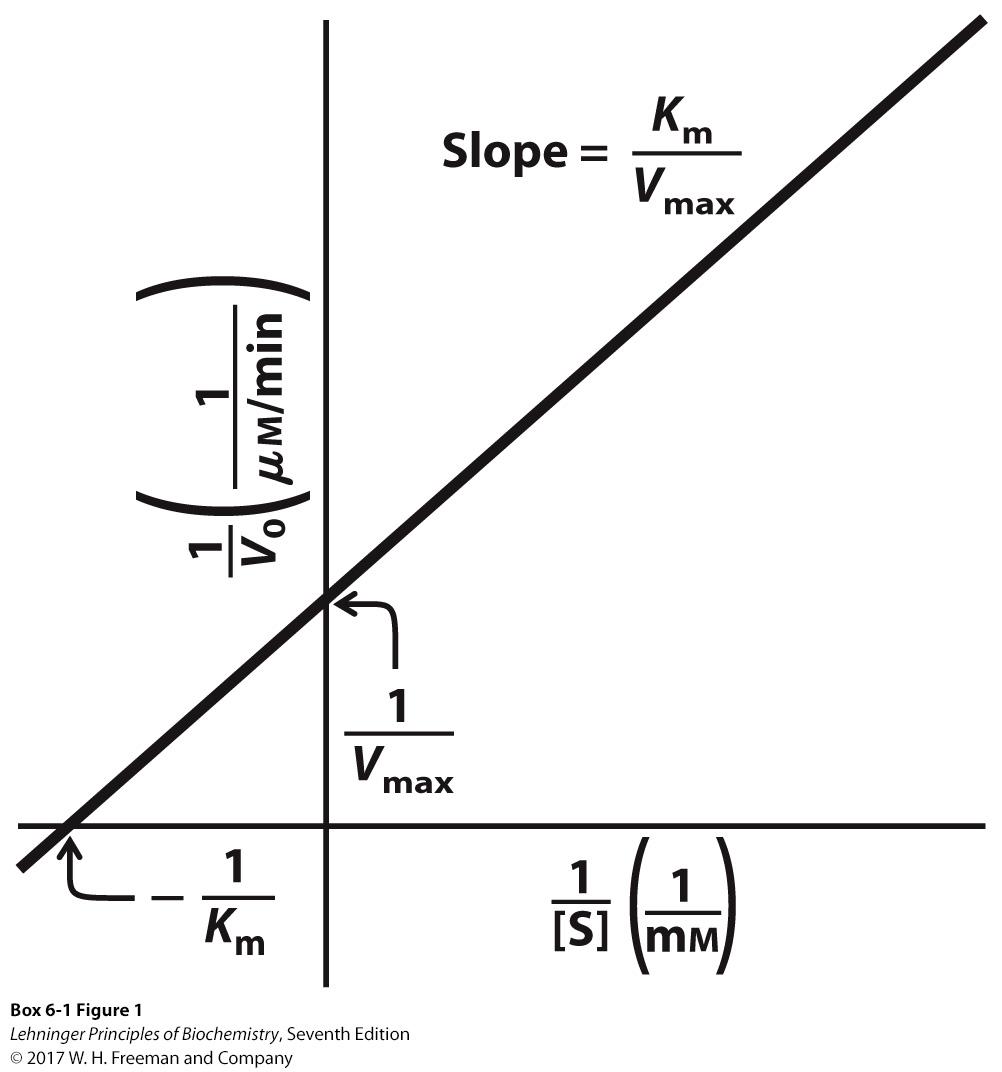 Slope = Km/Vmax
1/V0 (1/μM/min)
1/Vmax
− 1/Km
1/[S] (1/mM)
Box 6-1 Figure 1
Lehninger Principles of Biochemistry, Seventh Edition
© 2017 W. H. Freeman and Company